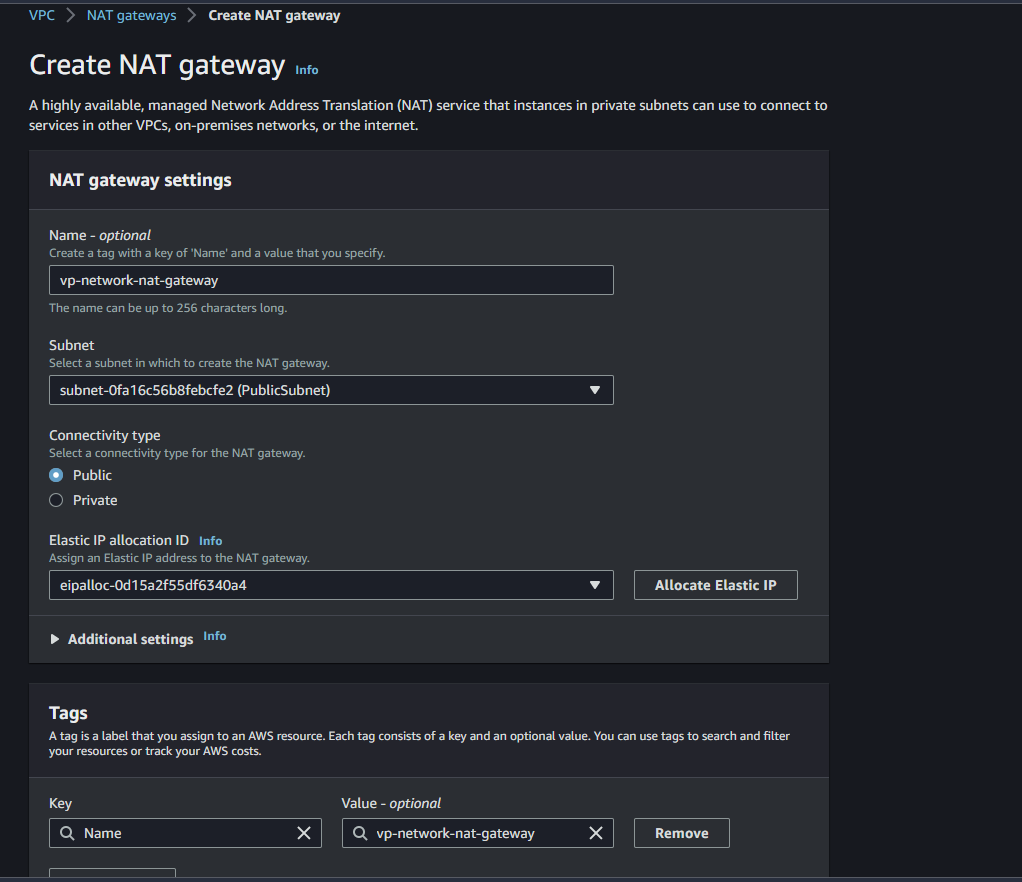 VPC > NAT gateways > Create NAT gateway
Create NAT gateway Info
A highly available, managed Network Address Translation (NAT) service that instances in private subnets can use to connect to
services in other VPCs, on-premises networks, or the internet.
NAT gateway settings
Name - optional
Create a tag with a key of 'Name' and a value that you specify.
vp-network-nat-gateway
The name can be up to 256 characters long.
Subnet
Select a subnet in which to create the NAT gateway.
subnet-0fa16c56b8febcfe2 (PublicSubnet)
Connectivity type
Select a connectivity type for the NAT gateway.
Public
Private
Elastic IP allocation ID Info
Assign an Elastic IP address to the NAT gateway.
eipalloc-0d15a2f55df6340a4
Allocate Elastic IP
Additional settings Info
Tags
A tag is a label that you assign to an AWS resource. Each tag consists of a key and an optional value. You can use tags to search and filter
your resources or track your AWS costs.
Key
Value - optional
Name
vp-network-nat-gateway
Remove